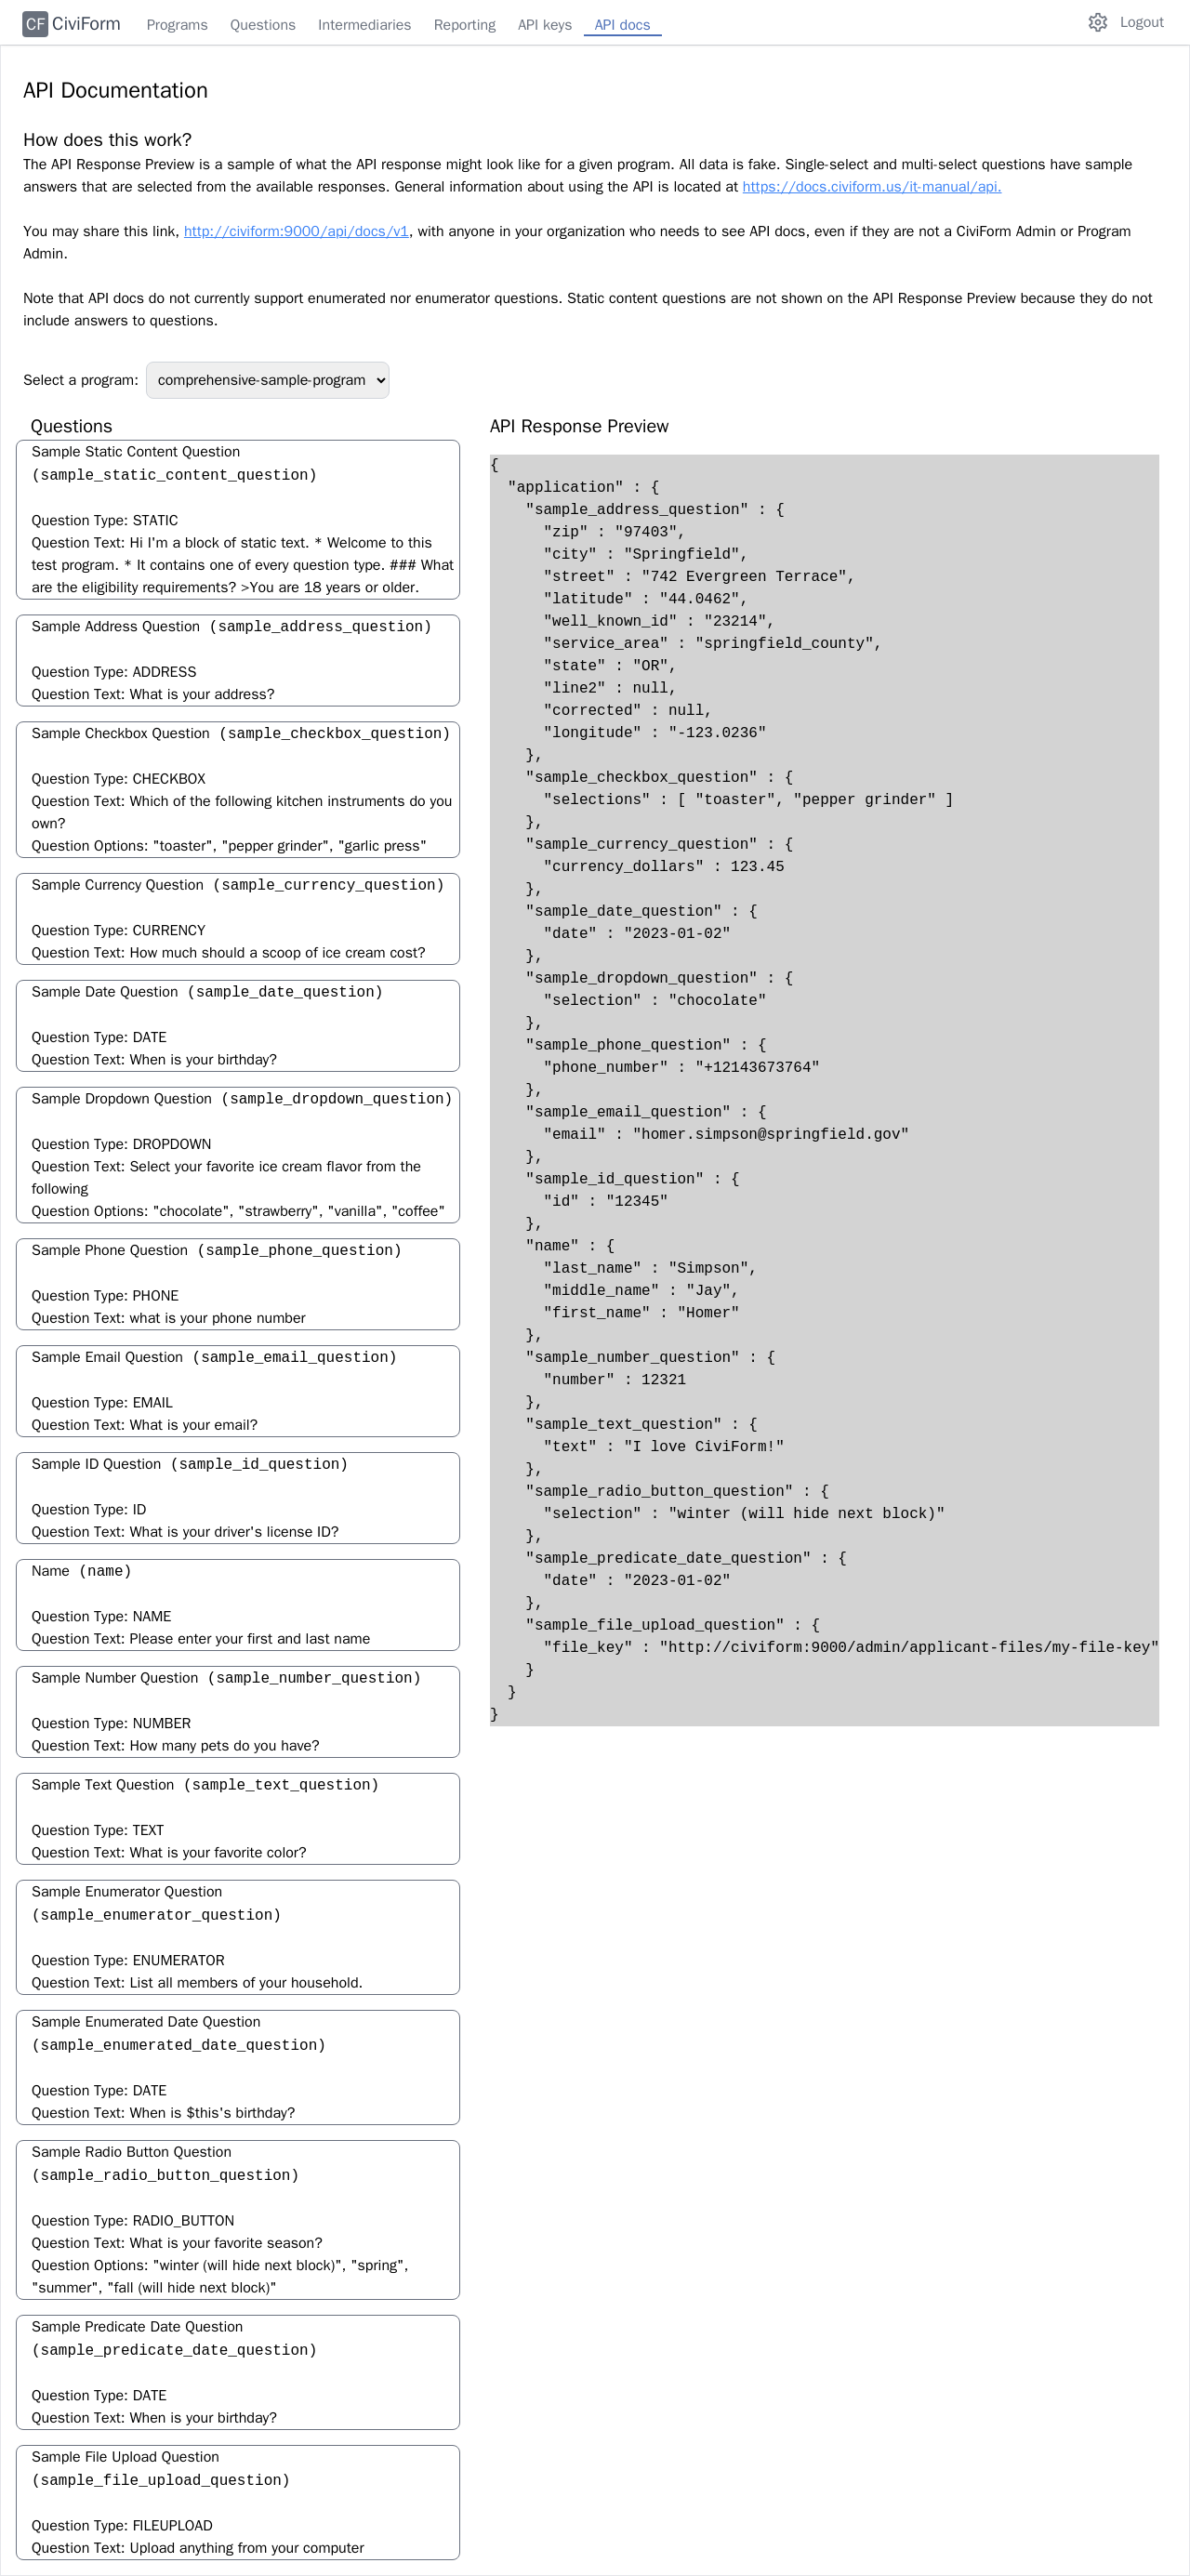 CF CiviForm Programs Questions Intermediaries Reporting API keys API docs Logout
API Documentation
How does this work?
The API Response Preview is a sample of what the API response might look like for a given program. All data is fake. Single-select and multi-select questions have sample
answers that are selected from the available responses. General information about using the API is located at https://docs.civiform.us/it-manual/api.
You may share this link, http://civiform:9000/api/docs/v1, with anyone in your organization who needs to see API docs, even if they are not a CiviForm Admin or Program
Admin.
Note that API docs do not currently support enumerated nor enumerator questions. Static content questions are not shown on the API Response Preview because they do not
include answers to questions.
Select a program: comprehensive-sample-program
Questions
Sample Static Content Question
(sample_static_content_question)
Question Type: STATIC
Question Text: Hi I'm a block of static text. * Welcome to this
test program. * It contains one of every question type. ### What
are the eligibility requirements? >You are 18 years or older.
Sample Address Question (sample_address_question)
Question Type: ADDRESS
Question Text: What is your address?
Sample Checkbox Question (sample_checkbox_question)
Question Type: CHECKBOX
Question Text: Which of the following kitchen instruments do you
own?
Question Options: "toaster", "pepper grinder", "garlic press"
Sample Currency Question (sample_currency_question)
Question Type: CURRENCY
Question Text: How much should a scoop of ice cream cost?
Sample Date Question (sample_date_question)
Question Type: DATE
Question Text: When is your birthday?
Sample Dropdown Question (sample_dropdown_question)
Question Type: DROPDOWN
Question Text: Select your favorite ice cream flavor from the
following
Question Options: "chocolate", "strawberry", "vanilla", "coffee"
Sample Phone Question (sample_phone_question)
Question Type: PHONE
Question Text: what is your phone number
Sample Email Question (sample_email_question)
Question Type: EMAIL
Question Text: What is your email?
Sample ID Question (sample_id_question)
Question Type: ID
Question Text: What is your driver's license ID?
Name (name)
Question Type: NAME
Question Text: Please enter your first and last name
Sample Number Question (sample_number_question)
Question Type: NUMBER
Question Text: How many pets do you have?
Sample Text Question (sample_text_question)
Question Type: TEXT
Question Text: What is your favorite color?
Sample Enumerator Question
(sample_enumerator_question)
Question Type: ENUMERATOR
Question Text: List all members of your household.
Sample Enumerated Date Question
(sample_enumerated_date_question)
Question Type: DATE
Question Text: When is $this's birthday?
Sample Radio Button Question
(sample_radio_button_question)
Question Type: RADIO_BUTTON
Question Text: What is your favorite season?
Question Options: "winter (will hide next block)", "spring",
"summer", "fall (will hide next block)"
Sample Predicate Date Question
(sample_predicate_date_question)
Question Type: DATE
Question Text: When is your birthday?
Sample File Upload Question
(sample_file_upload_question)
Question Type: FILEUPLOAD
Question Text: Upload anything from your computer
API Response Preview
{
  "application" : {
    "sample_address_question" : {
      "zip" : "97403",
      "city" : "Springfield",
      "street" : "742 Evergreen Terrace",
      "latitude" : "44.0462",
      "well_known_id" : "23214",
      "service_area" : "springfield_county",
      "state" : "OR",
      "line2" : null,
      "corrected" : null,
      "longitude" : "-123.0236"
    },
    "sample_checkbox_question" : {
      "selections" : [ "toaster", "pepper grinder" ]
    },
    "sample_currency_question" : {
      "currency_dollars" : 123.45
    },
    "sample_date_question" : {
      "date" : "2023-01-02"
    },
    "sample_dropdown_question" : {
      "selection" : "chocolate"
    },
    "sample_phone_question" : {
      "phone_number" : "+12143673764"
    },
    "sample_email_question" : {
      "email" : "homer.simpson@springfield.gov"
    },
    "sample_id_question" : {
      "id" : "12345"
    },
    "name" : {
      "last_name" : "Simpson",
      "middle_name" : "Jay",
      "first_name" : "Homer"
    },
    "sample_number_question" : {
      "number" : 12321
    },
    "sample_text_question" : {
      "text" : "I love CiviForm!"
    },
    "sample_radio_button_question" : {
      "selection" : "winter (will hide next block)"
    },
    "sample_predicate_date_question" : {
      "date" : "2023-01-02"
    },
    "sample_file_upload_question" : {
      "file_key" : "http://civiform:9000/admin/applicant-files/my-file-key"
    }
  }
}